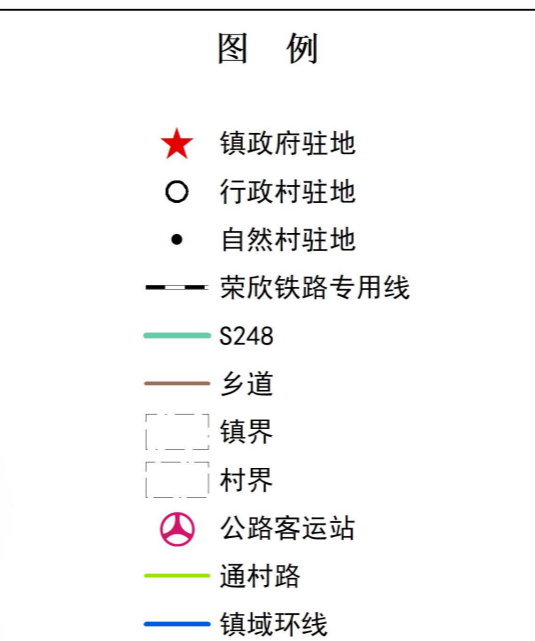 图 例
镇政府驻地
行政村驻地
自然村驻地
荣欣铁路专用线
S248
乡道
镇界
村界
公路客运站
通村路
镇域环线